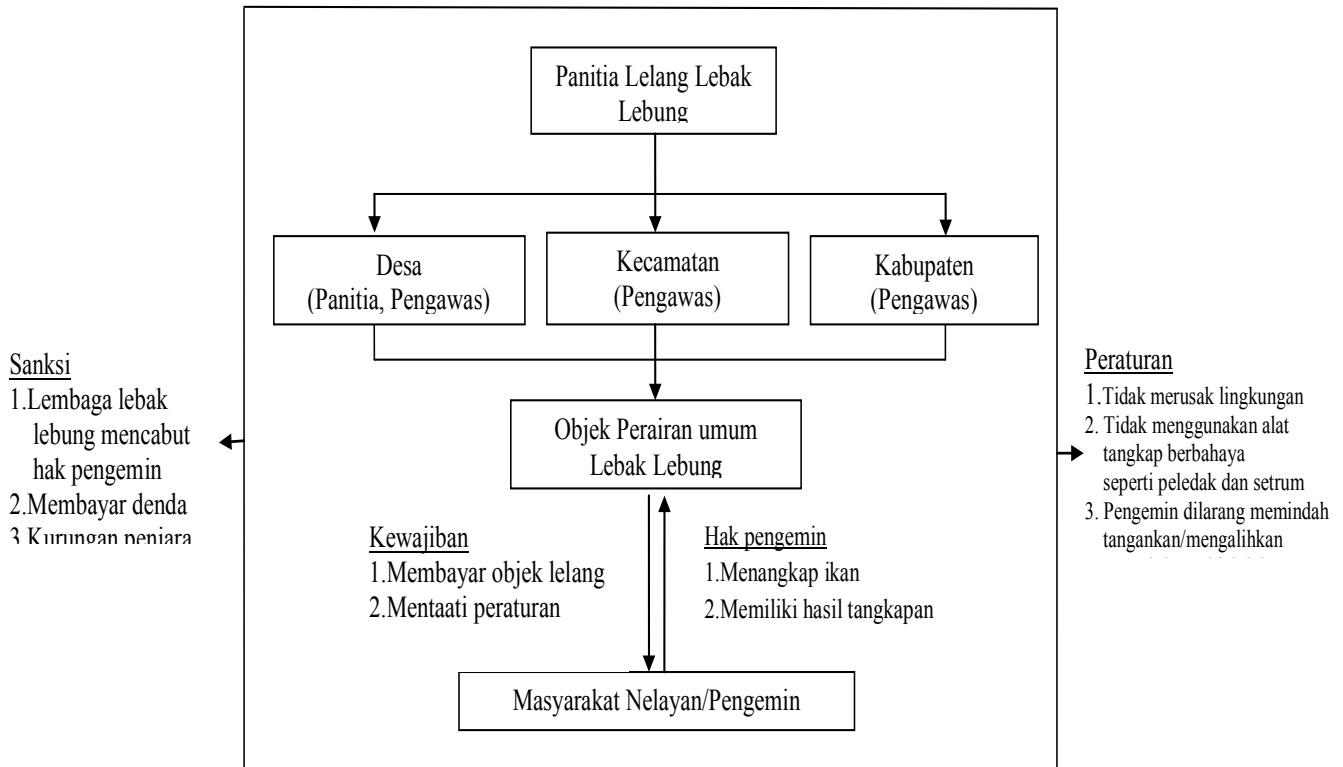 Panitia Lelang Lebak
Lebung
Desa
(Panitia, Pengawas)
Kecamatan
(Pengawas)
Kabupaten
(Pengawas)
Sanksi
1.Lembaga lebak
lebung mencabut
hak pengemin
2.Membayar denda
3.Kurungan penjara
Objek Perairan umum
Lebak Lebung
Peraturan
1.Tidak merusak lingkungan
2. Tidak menggunakan alat
tangkap berbahaya
seperti peledak dan setrum
3. Pengemin dilarang memindah
tangankan/mengalihkan
Kewajiban
1.Membayar objek lelang
2.Mentaati peraturan
Hak pengemin
1.Menangkap ikan
2.Memiliki hasil tangkapan
Masyarakat Nelayan/Pengemin